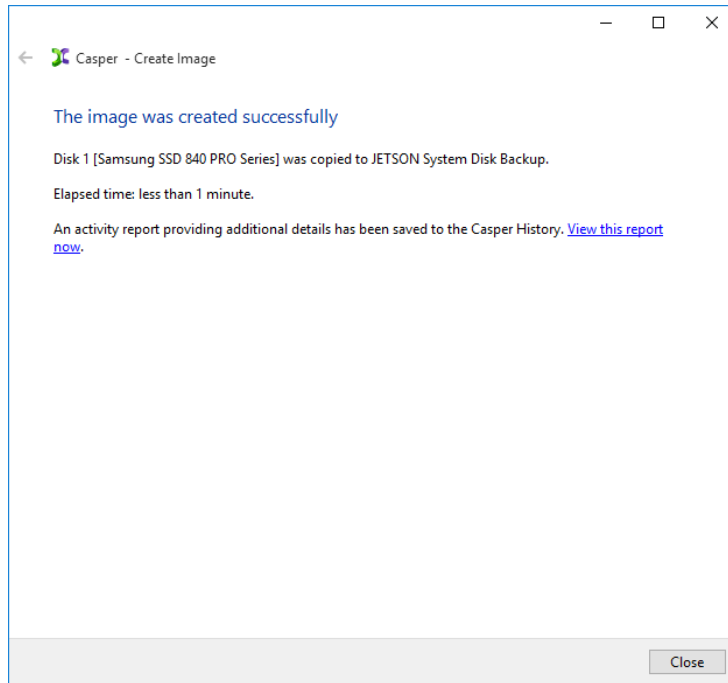 Casper - Create Image
The image was created successfully
Disk 1 [Samsung SSD 840 PRO Series] was copied to JETSON System Disk Backup.
Elapsed time: less than 1 minute.
An activity report providing additional details has been saved to the Casper History. View this report
now.
Close